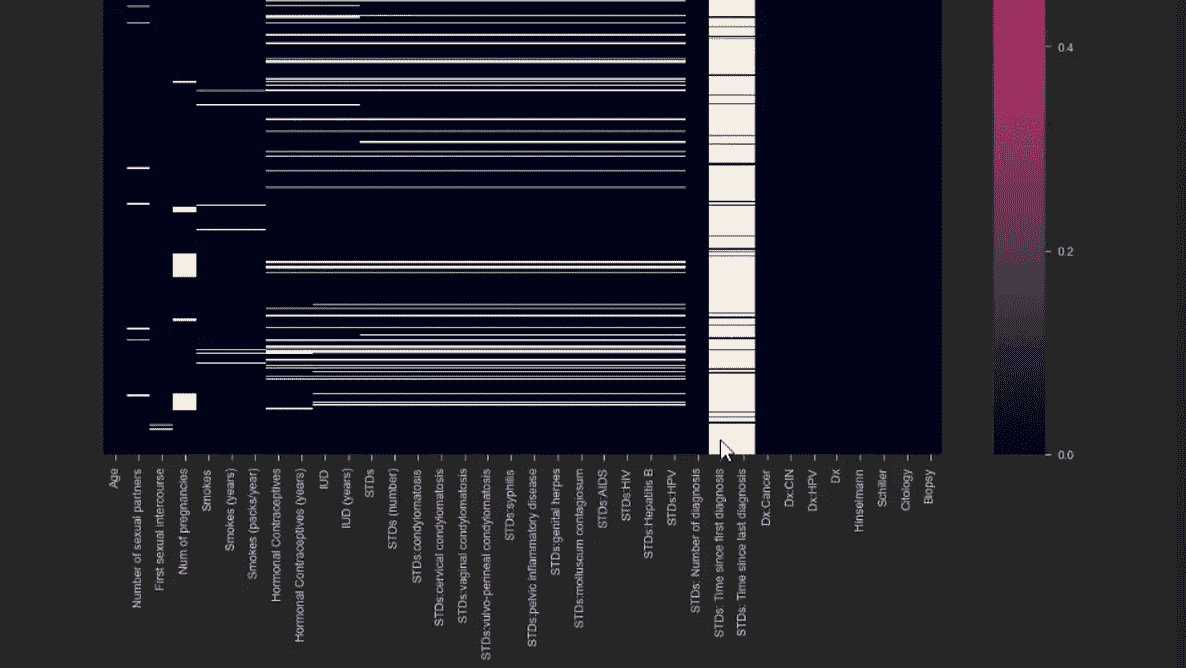 0.4
0.2
0.0
Age
Number of sexual partners
First sexual intercourse
Num of pregnancies
Smokes
Smokes (years)
Smokes (packs/year)
Hormonal Contraceptives
Hormonal Contraceptives (years)
IUD
IUD (years)
STDs
STDs (number)
STDs:condylomatosis
STDs:cervical condylomatosis
STDs:vaginal condylomatosis
STDs:vulvo-perineal condylomatosis
STDs:syphilis
STDs:pelvic inflammatory disease
STDs:genital herpes
STDs:molluscum contagiosum
STDs:AIDS
STDs:HIV
STDs:Hepatitis B
STDs:HPV
STDs: Number of diagnosis
STDs: Time since first diagnosis
STDs: Time since last diagnosis
Dx:Cancer
Dx:CIN
Dx:HPV
Dx
Hinselmann
Schiller
Citology
Biopsy